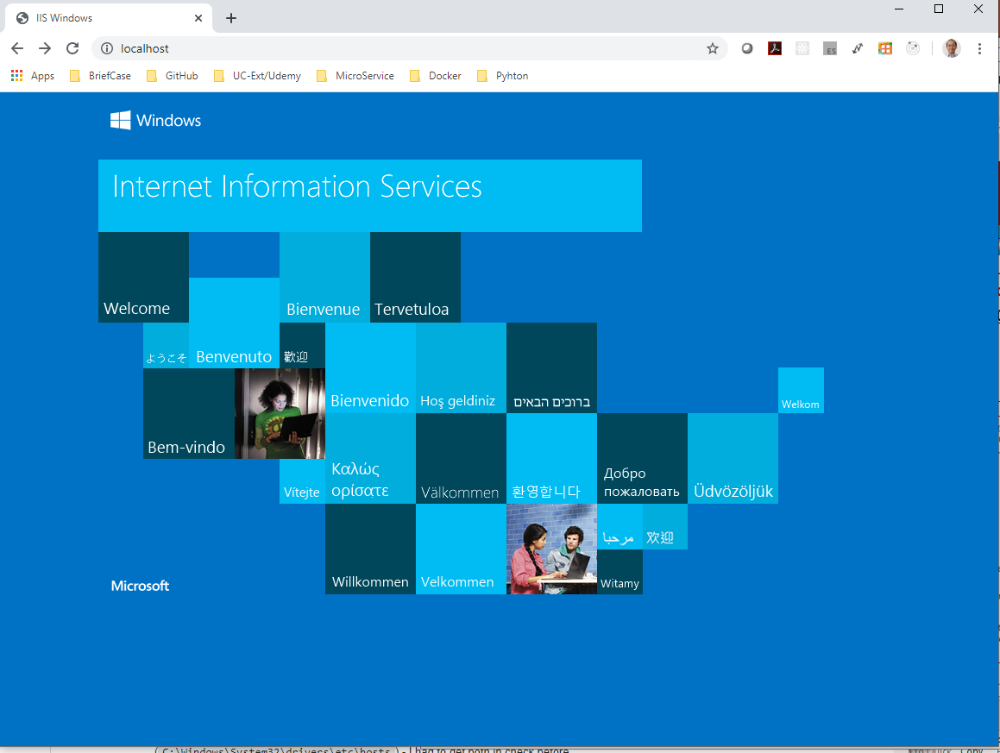 IIS Windows
localhost
Apps BriefCase GitHub UC-Ext/Udemy MicroService Docker Pyhton
ES
Windows
Internet Information Services
Welcome
Bienvenue
Tervetuloa
ようこそ
Benvenuto
歡迎
Bienvenido
Hoş geldiniz
ברוכים הבאים
Welkom
Bem-vindo
Vítejte
Καλώς
ορίσατε
Välkommen
환영합니다
Добро
пожаловать
Üdvözöljük
Willkommen
Velkommen
مرحبا
欢迎
Witamy
Microsoft
C:\Windows\System32\drivers\etc\hosts ) - I had to get both in check before
Copy